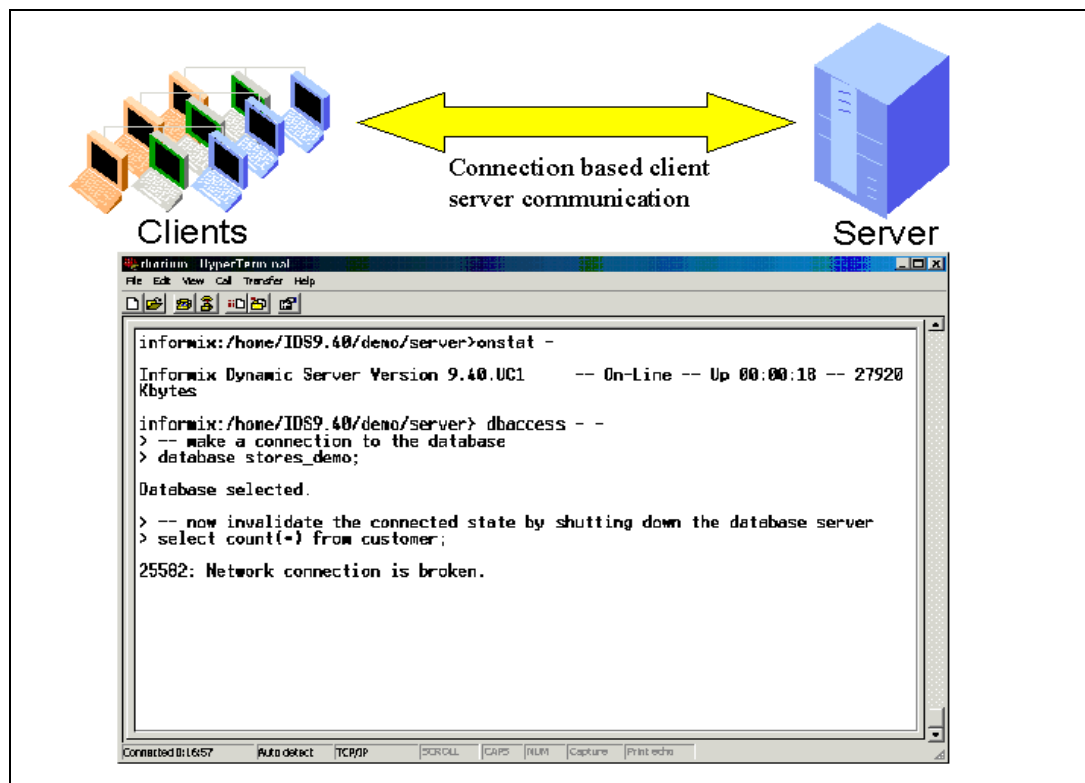 Connection based client
server communication
Clients
Server
HyperTerminal
File Edit View Call Transfer Help
informix:/home/IDS9.40/demo/server>onstat -
Informix Dynamic Server Version 9.40.UC1 -- On-Line -- Up 00:00:18 -- 27920
Kbytes
informix:/home/IDS9.40/demo/server> dbaccess - -
> -- make a connection to the database
> database stores_demo;
Database selected.
> -- now invalidate the connected state by shutting down the database server
> select count(*) from customer;
25582: Network connection is broken.
Connected 0:16:57 Auto detect TCP/IP SCROLL CAPS NUM Capture Print echo